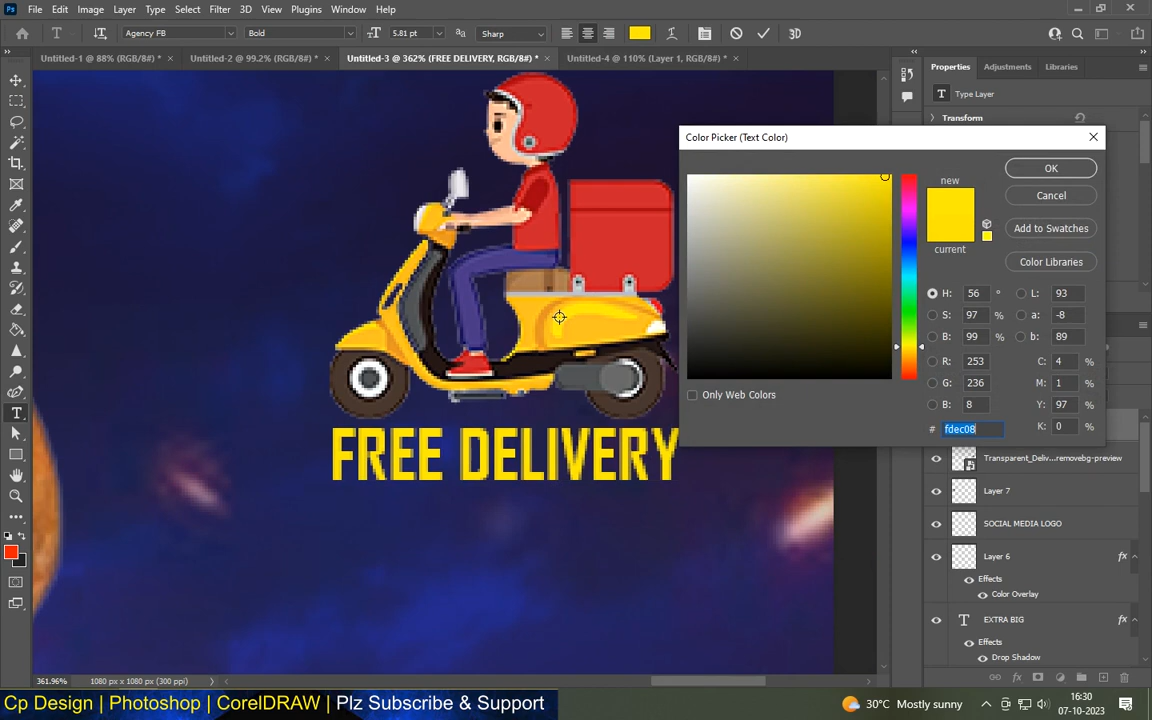 Ps File Edit Image Layer Type Select Filter 3D View Plugins Window Help
T Agency FB Bold 5.81 pt Sharp 3D
Untitled-1 @ 88% (RGB/8#) * × Untitled-2 @ 99.2% (RGB/8#) * × Untitled-3 @ 362% (FREE DELIVERY, RGB/8#) * × Untitled-4 @ 110% (Layer 1, RGB/8#) * ×
Properties Adjustments Libraries
T Type Layer
Transform
Color Picker (Text Color)
new
current
OK
Cancel
Add to Swatches
Color Libraries
H: 56 ° L: 93
S: 97 % a: -8
B: 99 % b: 89
R: 253 C: 4 %
G: 236 M: 1 %
B: 8 Y: 97 %
# fdec08 K: 0 %
Only Web Colors
FREE DELIVERY
Transparent_Deliv...removebg-preview
Layer 7
SOCIAL MEDIA LOGO
Layer 6 fx
Effects
Color Overlay
T EXTRA BIG fx
Effects
Drop Shadow
361.96% 1080 px x 1080 px (300 ppi)
Cp Design | Photoshop | CorelDRAW | Plz Subscribe & Support
30°C Mostly sunny
16:30
07-10-2023